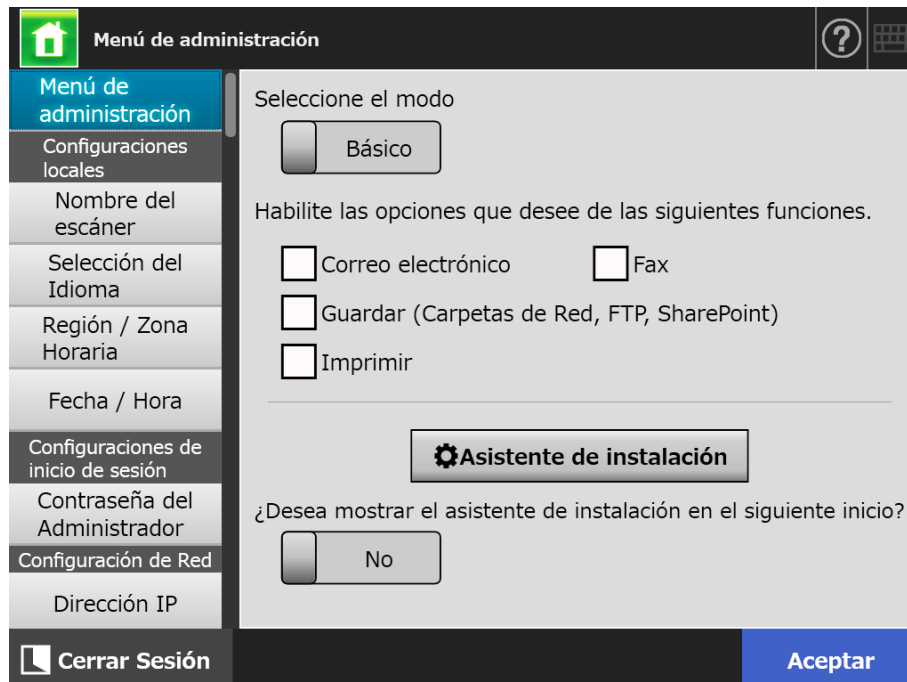 Menú de administración
?
Menú de
administración
Configuraciones
locales
Nombre del
escáner
Selección del
Idioma
Región / Zona
Horaria
Fecha / Hora
Configuraciones de
inicio de sesión
Contraseña del
Administrador
Configuración de Red
Dirección IP
Cerrar Sesión
Seleccione el modo
Básico
Habilite las opciones que desee de las siguientes funciones.
Correo electrónico
Fax
Guardar (Carpetas de Red, FTP, SharePoint)
Imprimir
Asistente de instalación
¿Desea mostrar el asistente de instalación en el siguiente inicio?
No
Aceptar